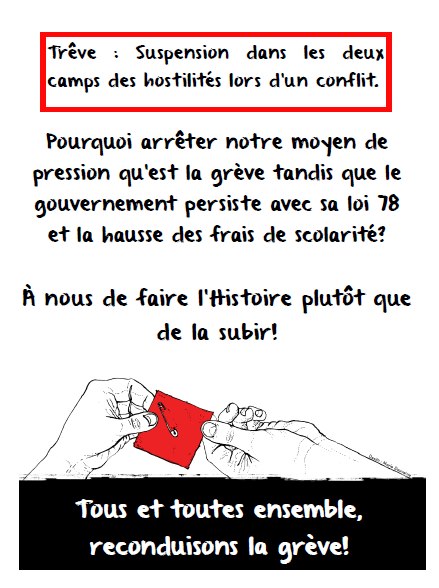 Trêve : Suspension dans les deux
camps des hostilités lors d'un conflit.
Pourquoi arrêter notre moyen de
pression qu'est la grève tandis que le
gouvernement persiste avec sa loi 78
et la hausse des frais de scolarité?
À nous de faire l'Histoire plutôt que
de la subir!
Tous et toutes ensemble,
reconduisons la grève!